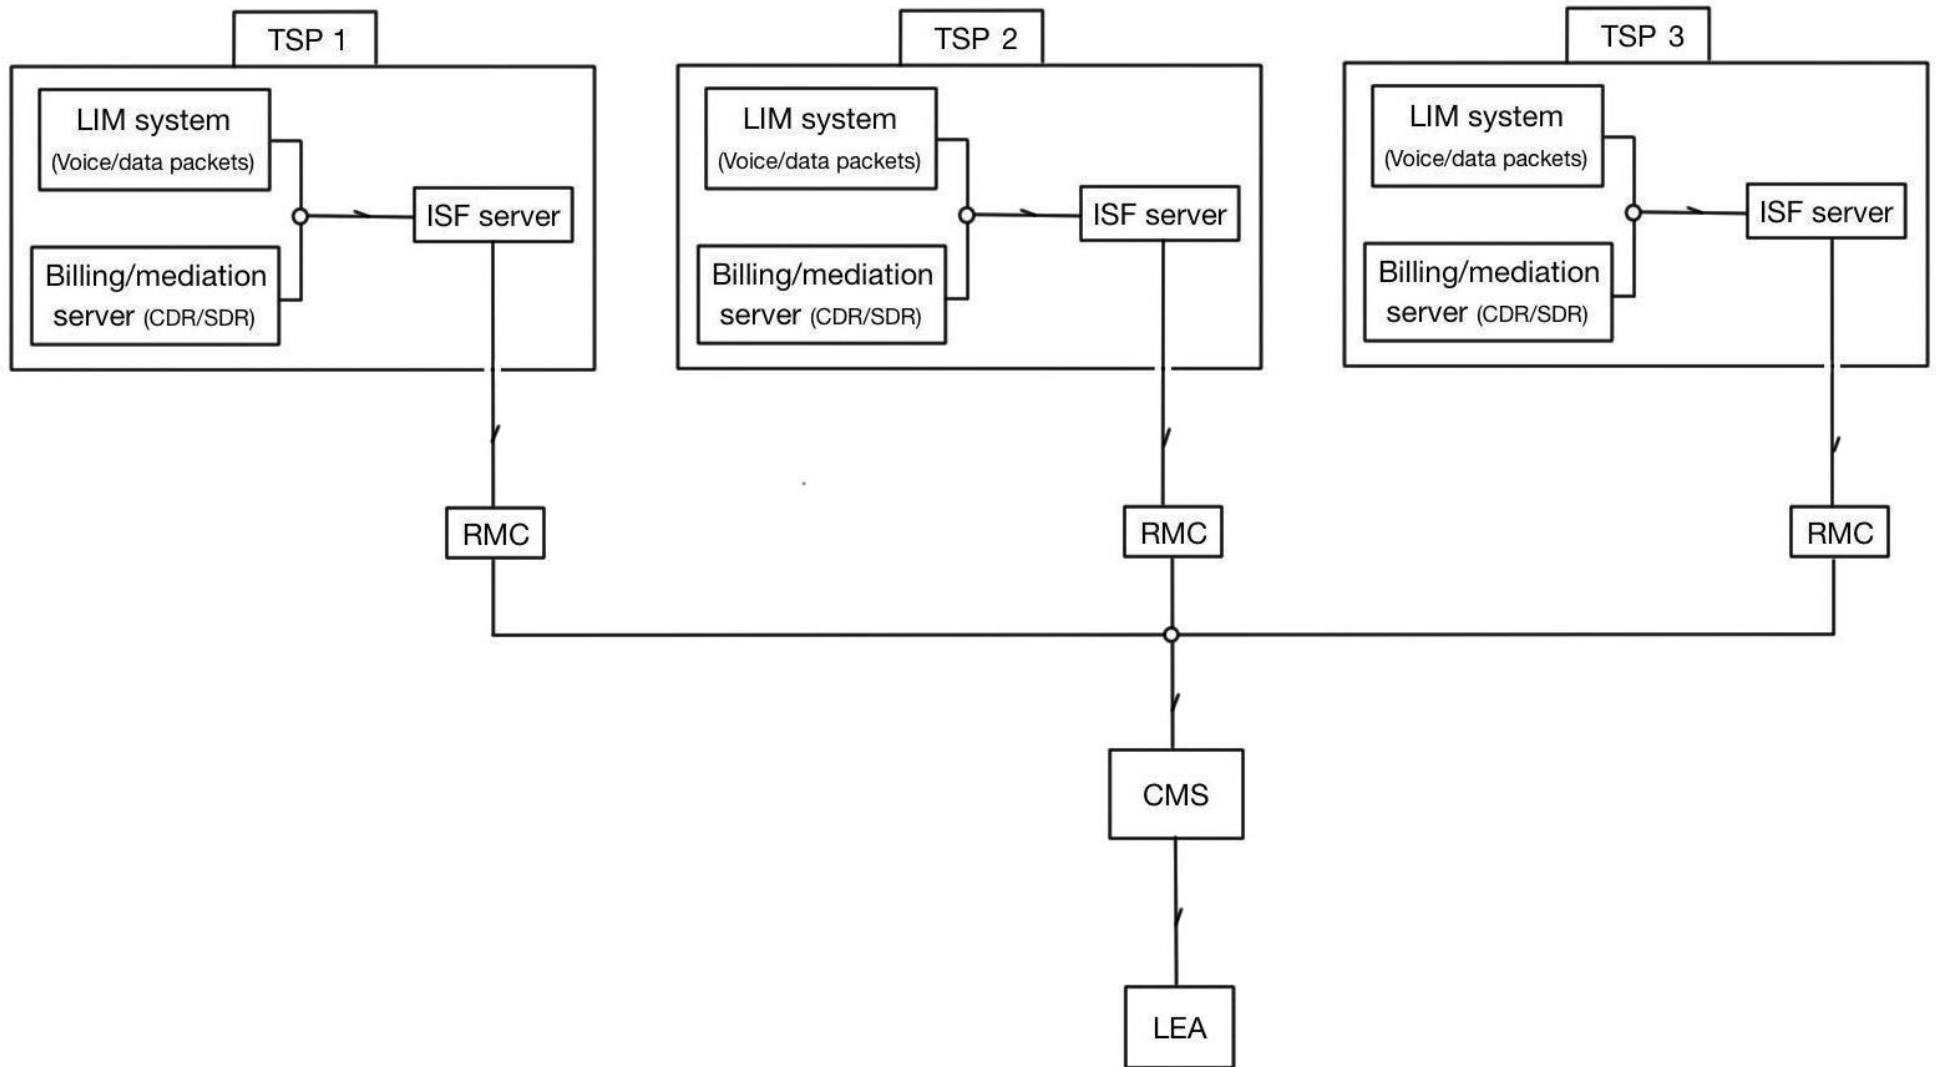 TSP 1
TSP 2
TSP 3
LIM system
(Voice/data packets)
ISF server
Billing/mediation
server (CDR/SDR)
LIM system
(Voice/data packets)
ISF server
Billing/mediation
server (CDR/SDR)
LIM system
(Voice/data packets)
ISF server
Billing/mediation
server (CDR/SDR)
RMC
RMC
RMC
CMS
LEA